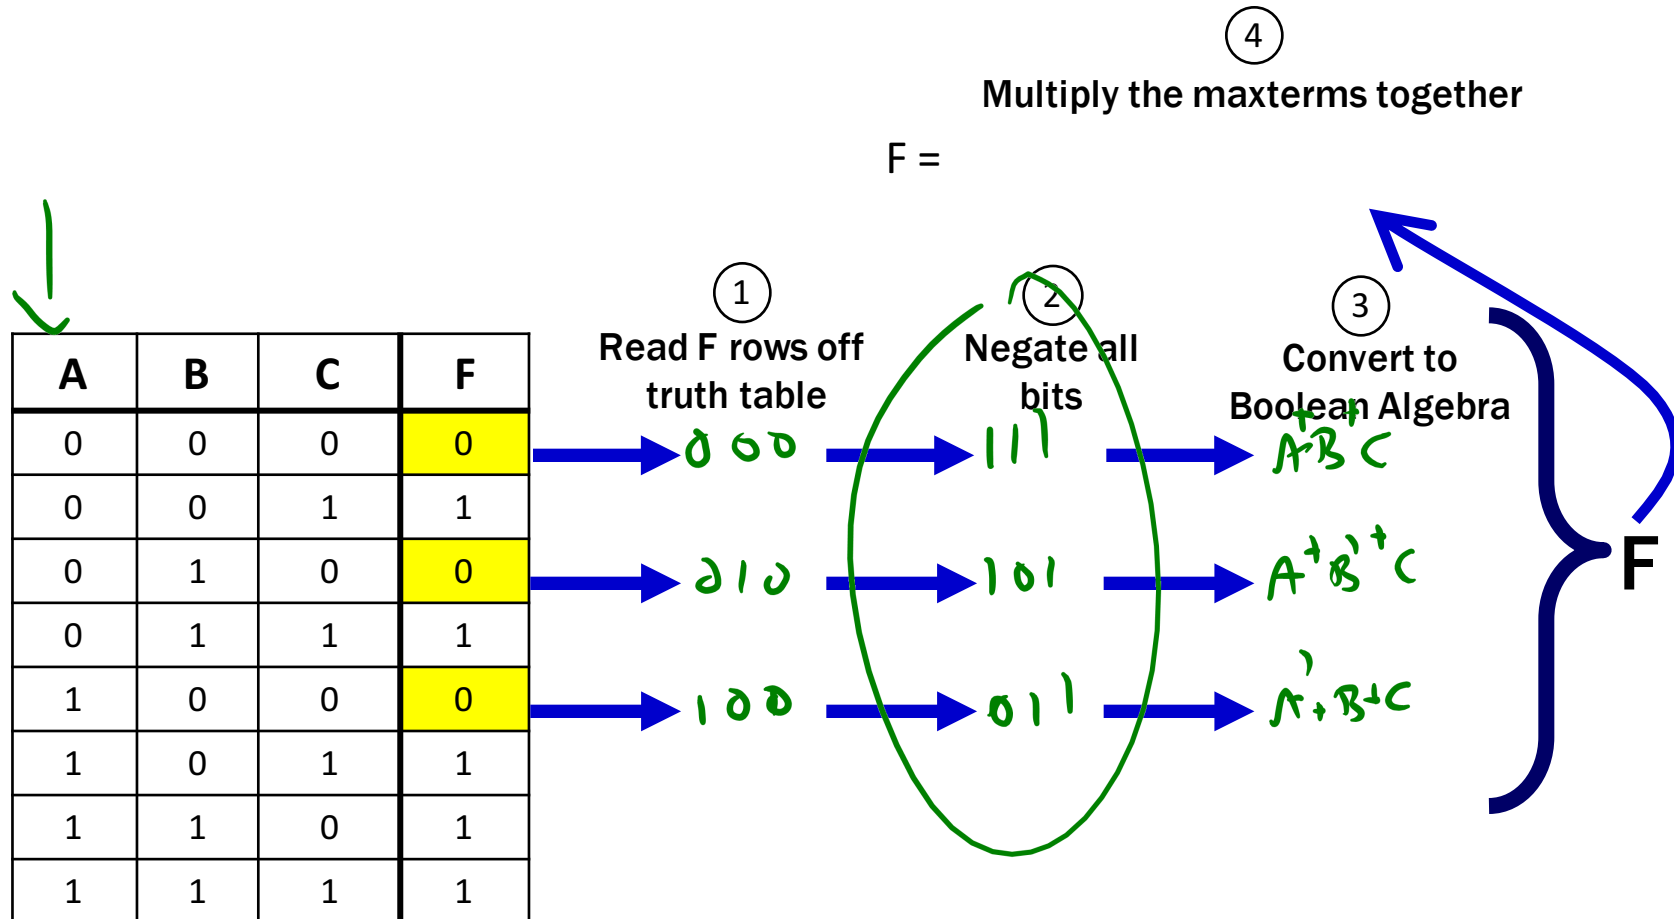 ④
Multiply the maxterms together
F =
① ② ③
Read F rows off truth table
Negate all bits
Convert to Boolean Algebra
A B C F
0 0 0 0
0 0 1 1
0 1 0 0
0 1 1 1
1 0 0 0
1 0 1 1
1 1 0 1
1 1 1 1
000 111 A+B+C
010 101 A+B'+C
100 011 A'+B+C
F